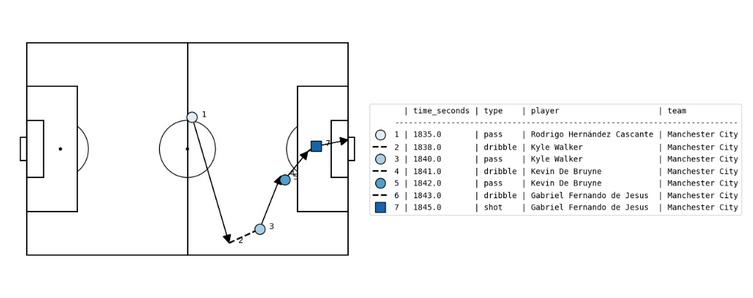 1
2
3
5
7
| time_seconds | type | player | team
--------------------------------------------------------------------------------
1 | 1835.0 | pass | Rodrigo Hernández Cascante | Manchester City
2 | 1838.0 | dribble | Kyle Walker | Manchester City
3 | 1840.0 | pass | Kyle Walker | Manchester City
4 | 1841.0 | dribble | Kevin De Bruyne | Manchester City
5 | 1842.0 | pass | Kevin De Bruyne | Manchester City
6 | 1843.0 | dribble | Gabriel Fernando de Jesus | Manchester City
7 | 1845.0 | shot | Gabriel Fernando de Jesus | Manchester City